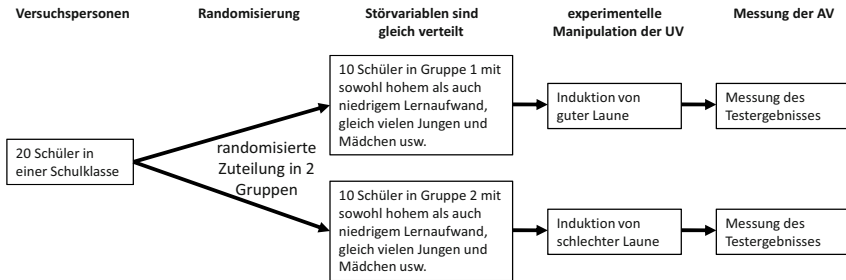 Versuchspersonen
Randomisierung
Störvariablen sind
gleich verteilt
experimentelle
Manipulation der UV
Messung der AV
20 Schüler in
einer Schulklasse
randomisierte
Zuteilung in 2
Gruppen
10 Schüler in Gruppe 1 mit
sowohl hohem als auch
niedrigem Lernaufwand,
gleich vielen Jungen und
Mädchen usw.
Induktion von
guter Laune
Messung des
Testergebnisses
10 Schüler in Gruppe 2 mit
sowohl hohem als auch
niedrigem Lernaufwand,
gleich vielen Jungen und
Mädchen usw.
Induktion von
schlechter Laune
Messung des
Testergebnisses